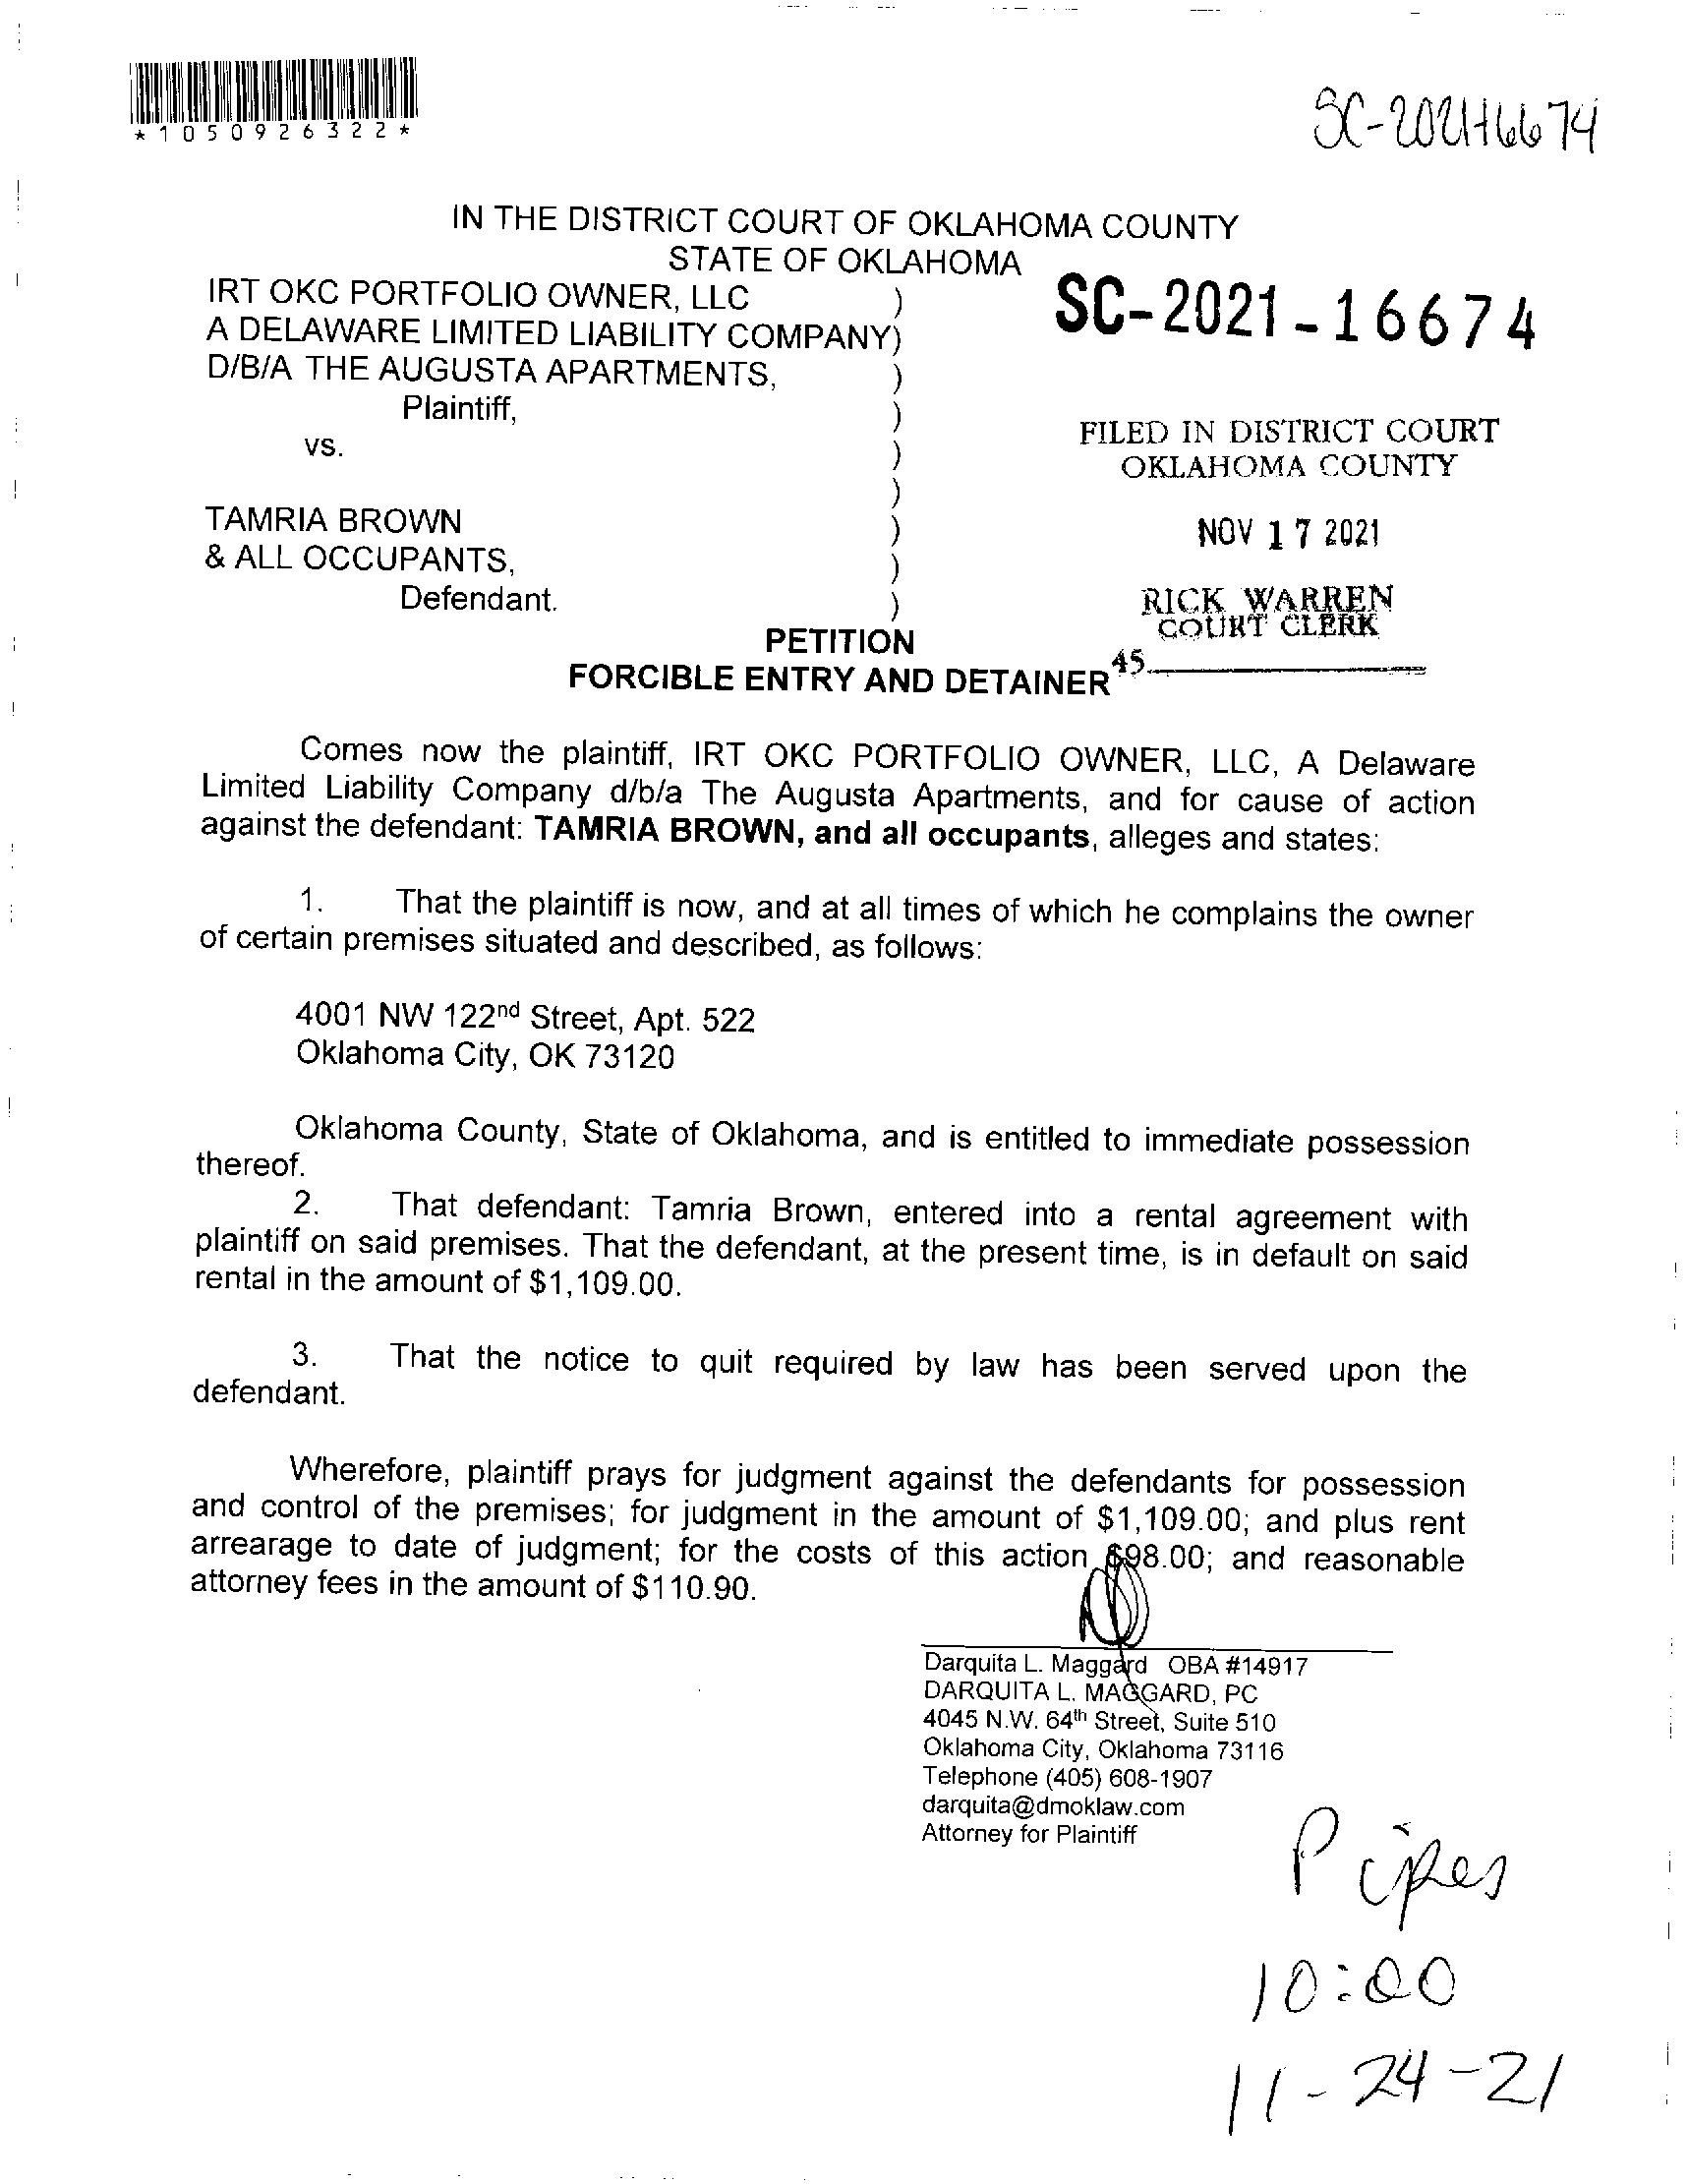 *1050926322*
SC-2021-16674
IN THE DISTRICT COURT OF OKLAHOMA COUNTY
STATE OF OKLAHOMA
IRT OKC PORTFOLIO OWNER, LLC )
A DELAWARE LIMITED LIABILITY COMPANY)
D/B/A THE AUGUSTA APARTMENTS, )
Plaintiff, )
vs. )
)
TAMRIA BROWN )
& ALL OCCUPANTS, )
Defendant. )
SC-2021-16674
FILED IN DISTRICT COURT
OKLAHOMA COUNTY
NOV 17 2021
RICK WARREN
COURT CLERK
45
PETITION
FORCIBLE ENTRY AND DETAINER
Comes now the plaintiff, IRT OKC PORTFOLIO OWNER, LLC, A Delaware
Limited Liability Company d/b/a The Augusta Apartments, and for cause of action
against the defendant: TAMRIA BROWN, and all occupants, alleges and states:
1. That the plaintiff is now, and at all times of which he complains the owner
of certain premises situated and described, as follows:
4001 NW 122nd Street, Apt. 522
Oklahoma City, OK 73120
Oklahoma County, State of Oklahoma, and is entitled to immediate possession
thereof.
2. That defendant: Tamria Brown, entered into a rental agreement with
plaintiff on said premises. That the defendant, at the present time, is in default on said
rental in the amount of $1,109.00.
3. That the notice to quit required by law has been served upon the
defendant.
Wherefore, plaintiff prays for judgment against the defendants for possession
and control of the premises; for judgment in the amount of $1,109.00; and plus rent
arrearage to date of judgment; for the costs of this action $98.00; and reasonable
attorney fees in the amount of $110.90.
Darquita L. Maggard OBA #14917
DARQUITA L. MAGGARD, PC
4045 N.W. 64th Street, Suite 510
Oklahoma City, Oklahoma 73116
Telephone (405) 608-1907
darquita@dmoklaw.com
Attorney for Plaintiff
Pipes
10:00
11-24-21